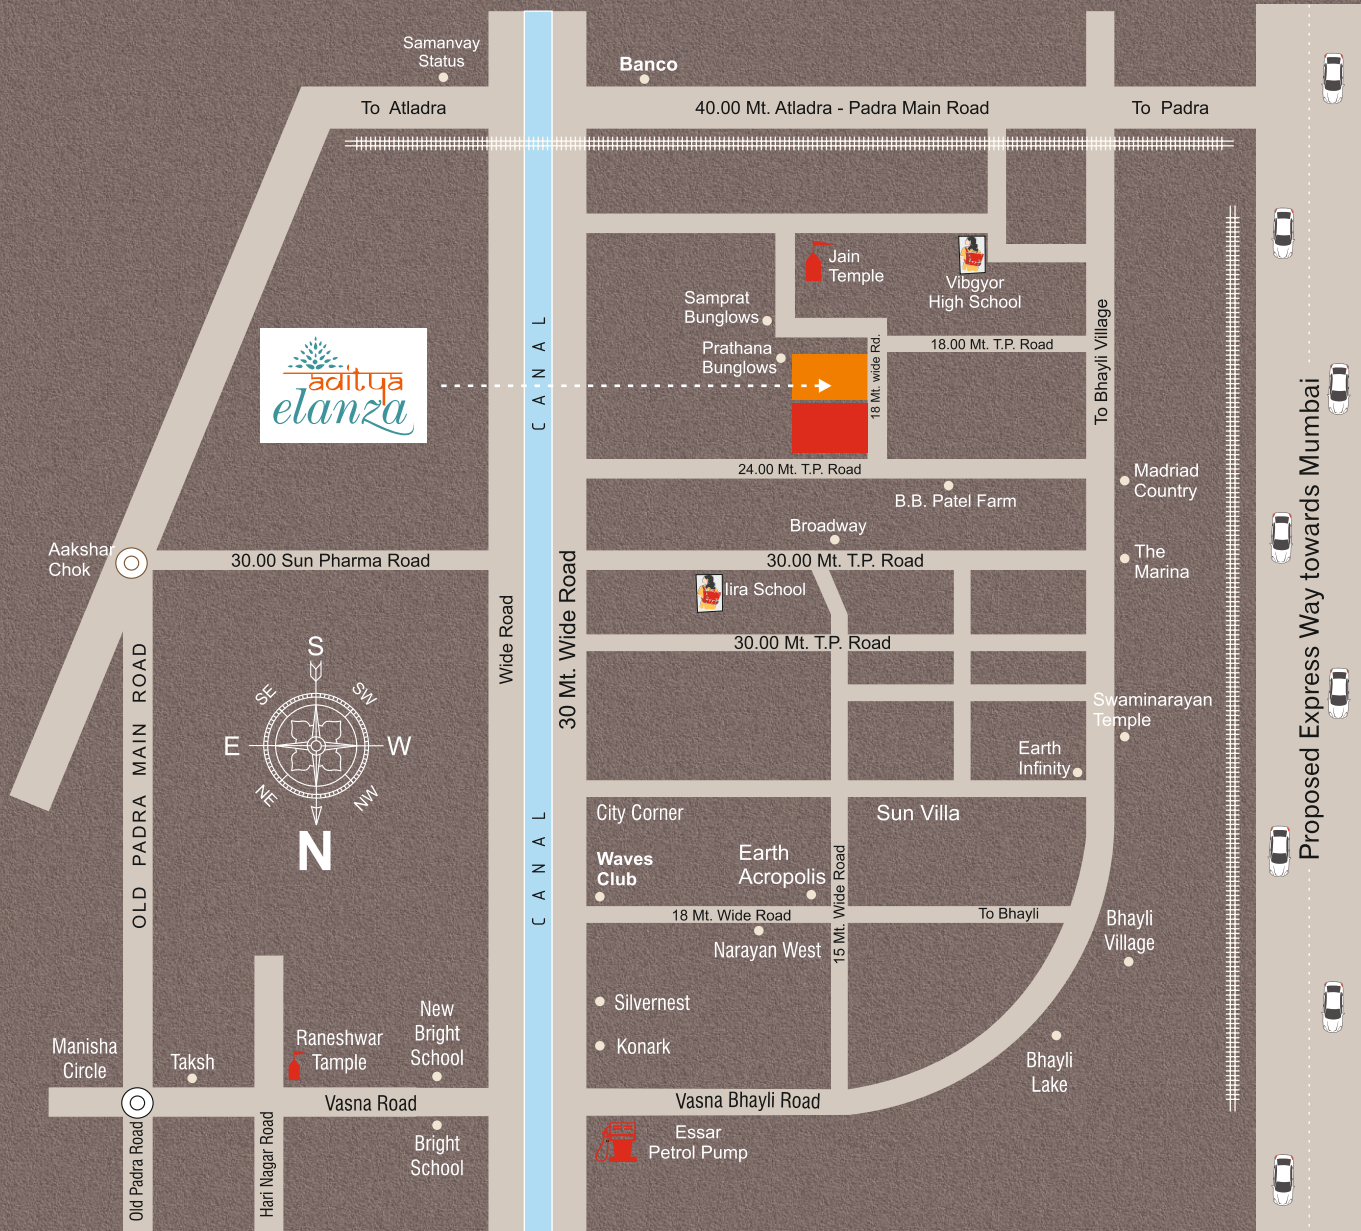 Samanvay
Status
Banco
To Atladra
40.00 Mt. Atladra - Padra Main Road
To Padra
Jain
Temple
Vibgyor
High School
Samprat
Bunglows
Prathana
Bunglows
18 Mt. wide Rd.
18.00 Mt. T.P. Road
To Bhayli Village
aditya
elanza
CANAL
24.00 Mt. T.P. Road
B.B. Patel Farm
Madriad
Country
Broadway
Aakshar
Chok
30.00 Sun Pharma Road
30.00 Mt. T.P. Road
The
Marina
Iira School
30.00 Mt. T.P. Road
Wide Road
30 Mt. Wide Road
Proposed Express Way towards Mumbai
OLD PADRA MAIN ROAD
S
SE
SW
E
W
NE
NW
N
Swaminarayan
Temple
Earth
Infinity
City Corner
Sun Villa
CANAL
Waves
Club
Earth
Acropolis
15 Mt. Wide Road
18 Mt. Wide Road
To Bhayli
Bhayli
Village
Narayan West
Silvernest
Konark
New
Bright
School
Raneshwar
Tample
Manisha
Circle
Taksh
Bhayli
Lake
Vasna Road
Vasna Bhayli Road
Old Padra Road
Hari Nagar Road
Bright
School
Essar
Petrol Pump